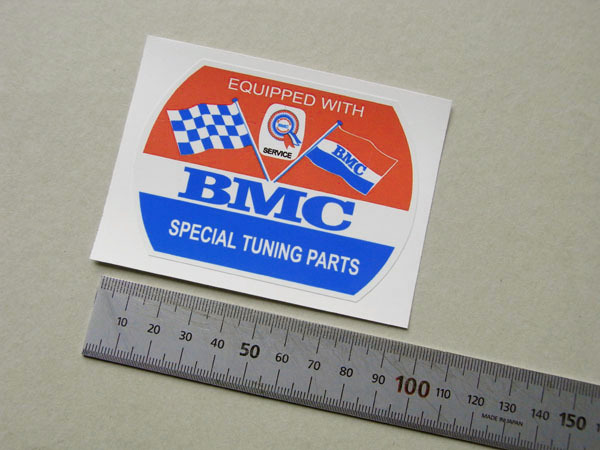 EQUIPPED WITH
SERVICE
BMC
BMC
SPECIAL TUNING PARTS
10 20 30 40 50 60 70 80 90 100 110 120 130 140 150
MADE IN JAPAN